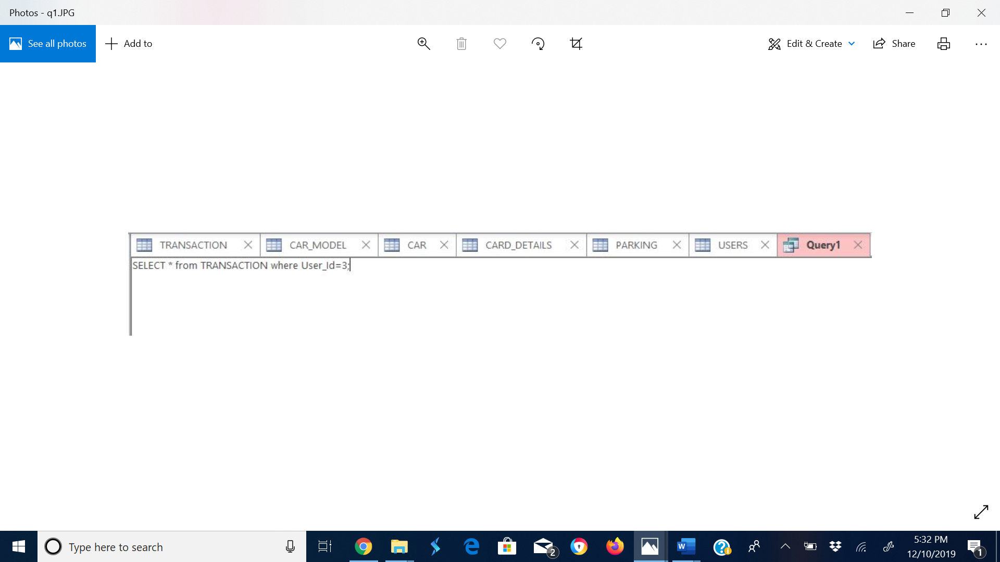 Photos - q1.JPG
See all photos
Add to
Edit & Create
Share
TRANSACTION
CAR_MODEL
CAR
CARD_DETAILS
PARKING
USERS
Query1
SELECT * from TRANSACTION where User_Id=3;
Type here to search
2
5:32 PM
12/10/2019
1